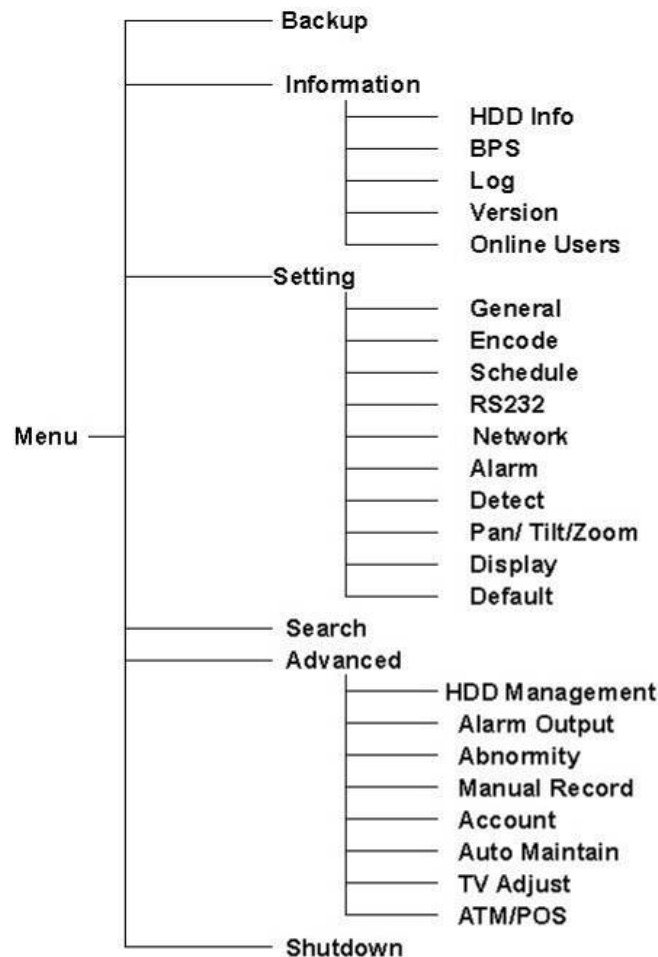 Backup
Information
HDD Info
BPS
Log
Version
Online Users
Setting
General
Encode
Schedule
RS232
Menu
Network
Alarm
Detect
Pan/ Tilt/Zoom
Display
Default
Search
Advanced
HDD Management
Alarm Output
Abnormity
Manual Record
Account
Auto Maintain
TV Adjust
ATM/POS
Shutdown